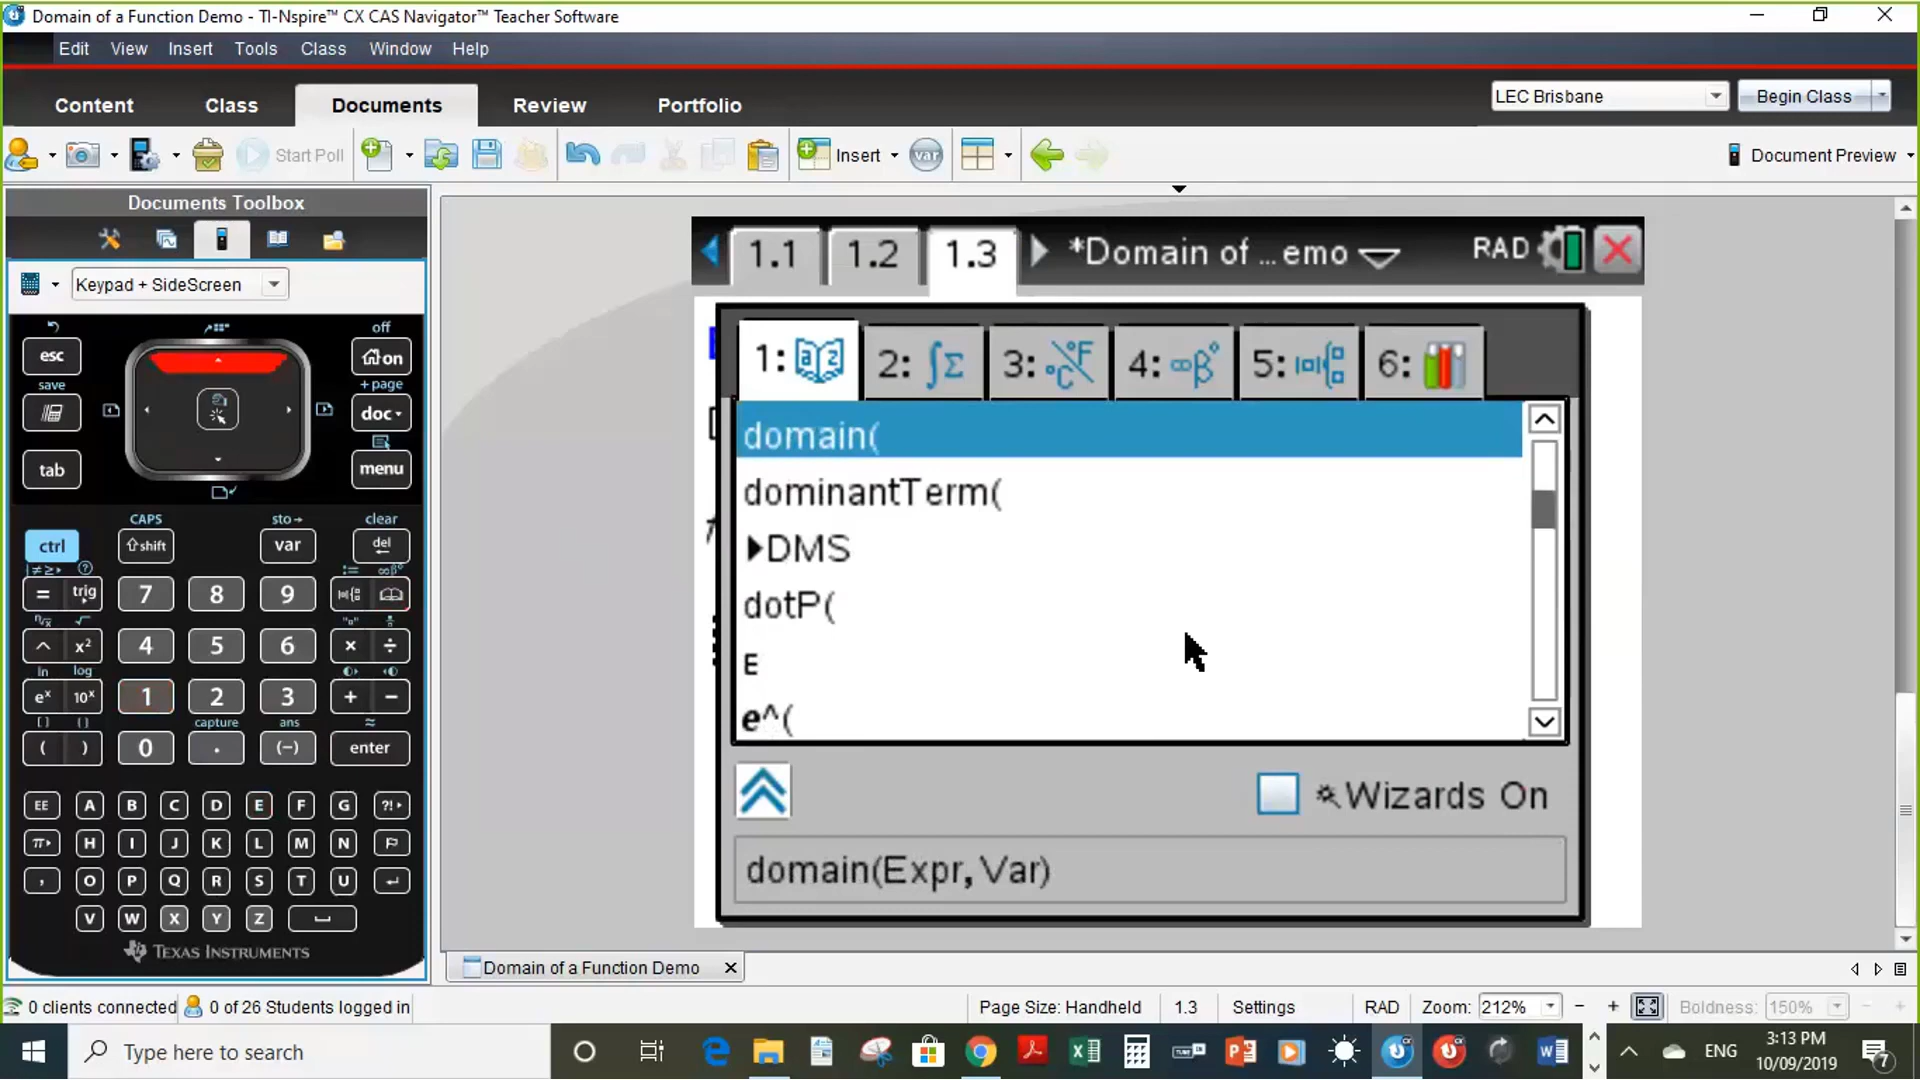 Domain of a Function Demo - TI-Nspire™ CX CAS Navigator™ Teacher Software
Edit View Insert Tools Class Window Help
Content Class Documents Review Portfolio
LEC Brisbane
Begin Class
Start Poll
Insert
var
Document Preview
Documents Toolbox
Keypad + SideScreen
off
esc
on
save
+ page
doc
tab
menu
CAPS sto→ clear
ctrl shift var del
= trig 7 8 9
^ x² 4 5 6 × ÷
ln log
eˣ 10ˣ 1 2 3 + −
[] {} capture ans ≈
( ) 0 . (−) enter
EE A B C D E F G ?!
π H I J K L M N
, O P Q R S T U
V W X Y Z
TEXAS INSTRUMENTS
1.1 1.2 1.3 *Domain of ...emo RAD
1: 2: ∫Σ 3: °C/°F 4: ∞β° 5: 6:
domain(
dominantTerm(
▶DMS
dotP(
E
e^(
Wizards On
domain(Expr,Var)
Domain of a Function Demo
0 clients connected 0 of 26 Students logged in
Page Size: Handheld 1.3 Settings RAD Zoom: 212% − + Boldness: 150% − +
Type here to search
ENG
3:13 PM
10/09/2019
7